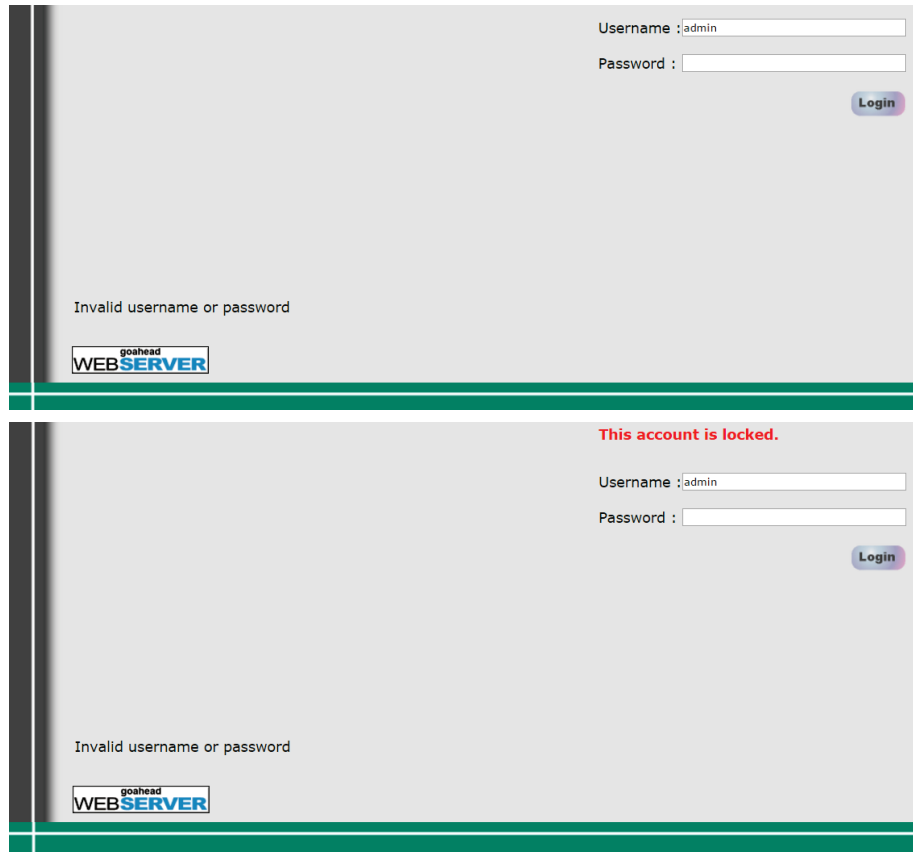 Username : admin
Password :
Login
Invalid username or password
goahead
WEBSERVER
This account is locked.
Username : admin
Password :
Login
Invalid username or password
goahead
WEBSERVER